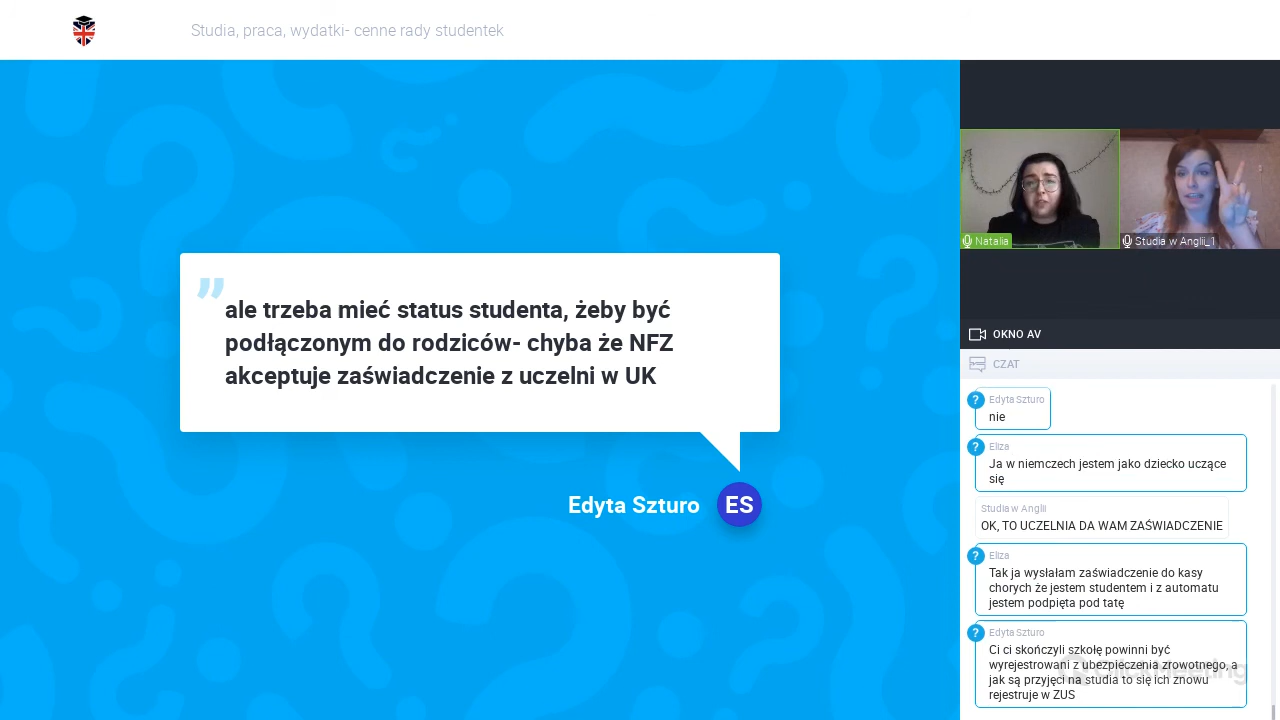 Studia, praca, wydatki- cenne rady studentek
ale trzeba mieć status studenta, żeby być
podłączonym do rodziców- chyba że NFZ
akceptuje zaświadczenie z uczelni w UK
Edyta Szturo
ES
Natalia
Studia w Anglii_1
OKNO AV
CZAT
Edyta Szturo
nie
Eliza
Ja w niemczech jestem jako dziecko uczące
się
Studia w Anglii
OK, TO UCZELNIA DA WAM ZAŚWIADCZENIE
Eliza
Tak ja wysłałam zaświadczenie do kasy
chorych że jestem studentem i z automatu
jestem podpięta pod tatę
Edyta Szturo
Ci ci skończyli szkołę powinni być
wyrejestrowani z ubezpieczenia zrowotnego, a
jak są przyjęci na studia to się ich znowu
rejestruje w ZUS
ClickMeeting